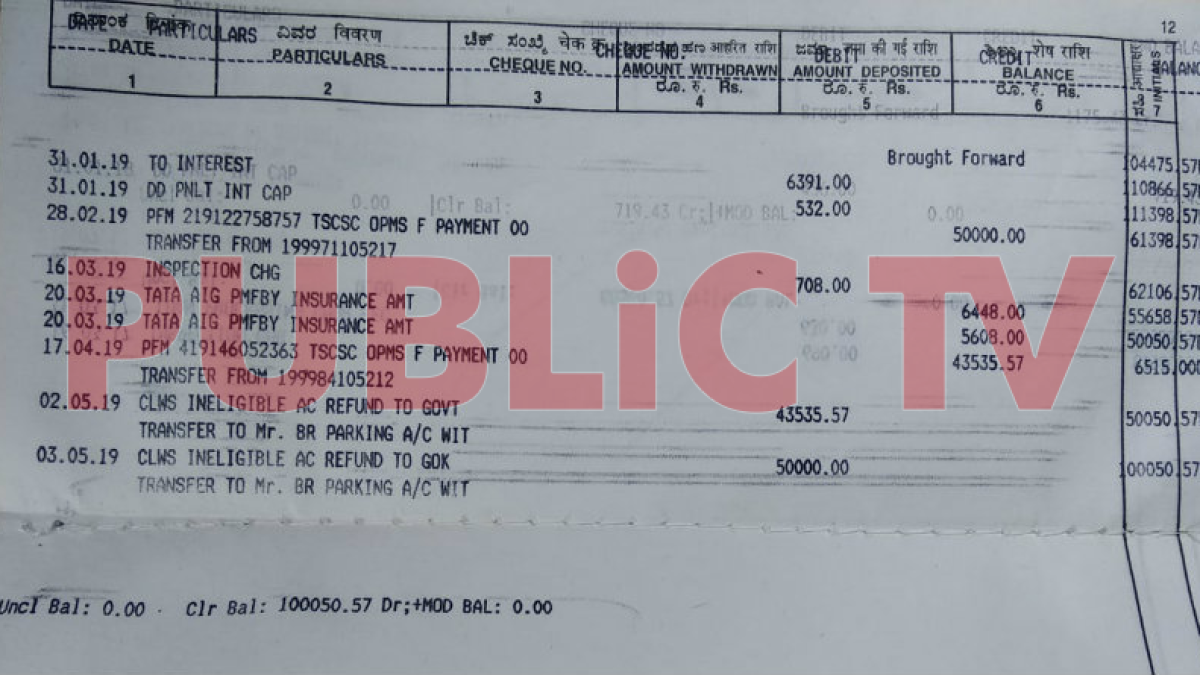 12
DATE PARTICULARS ವಿವರ विवरण ಚೆಕ್ ಸಂಖ್ಯೆ चेक CHEQUE NO. आहरित राशि DEBIT की गई राशि CREDIT शेष राशि
DATE PARTICULARS CHEQUE NO. AMOUNT WITHDRAWN AMOUNT DEPOSITED BALANCE INITIALS
ರೂ. रु. Rs. ರೂ. रु. Rs. ರೂ. रु. Rs.
1 2 3 4 5 6 7
Brought Forward 104475.57
31.01.19 TO INTEREST 6391.00 110866.57
31.01.19 DD PNLT INT CAP 532.00 111398.57
28.02.19 PFM 219122758757 TSCSC OPMS F PAYMENT 00 50000.00 61398.57
TRANSFER FROM 199971105217
16.03.19 INSPECTION CHG 708.00 62106.57
20.03.19 TATA AIG PMFBY INSURANCE AMT 6448.00 55658.57
20.03.19 TATA AIG PMFBY INSURANCE AMT 5608.00 50050.57
17.04.19 PFM 419146052363 TSCSC OPMS F PAYMENT 00 43535.57 6515.00
TRANSFER FROM 199984105212
02.05.19 CLWS INELIGIBLE AC REFUND TO GOVT 43535.57 50050.57
TRANSFER TO Mr. BR PARKING A/C WIT
03.05.19 CLWS INELIGIBLE AC REFUND TO GOK 50000.00 100050.57
TRANSFER TO Mr. BR PARKING A/C WIT
Uncl Bal: 0.00 Clr Bal: 100050.57 Dr;+MOD BAL: 0.00
PUBLiC TV